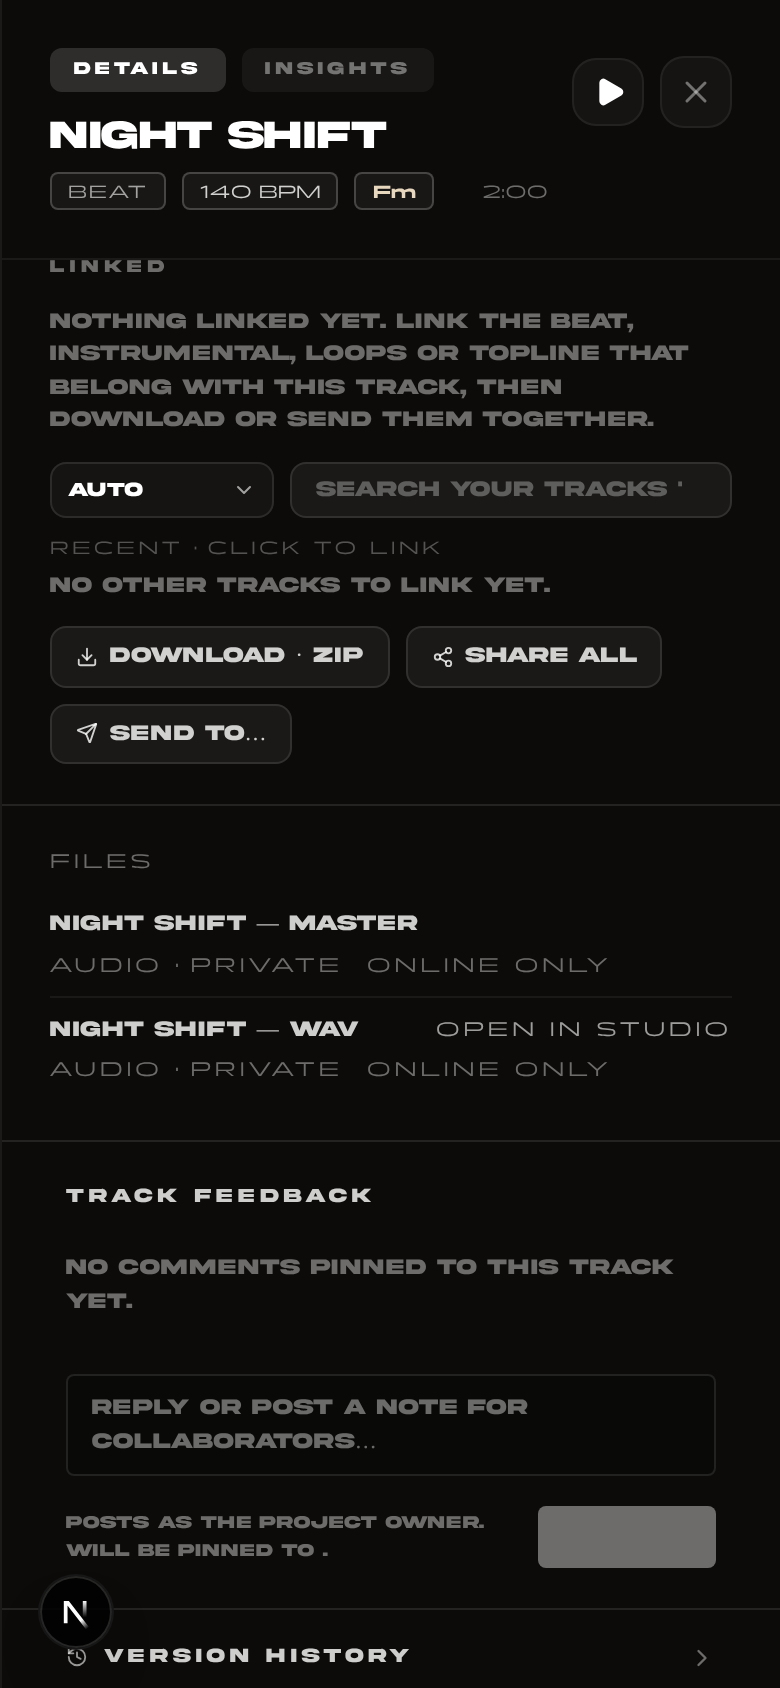 DETAILS
INSIGHTS
NIGHT SHIFT
BEAT
140 BPM
Fm
2:00
LINKED
NOTHING LINKED YET. LINK THE BEAT,
INSTRUMENTAL, LOOPS OR TOPLINE THAT
BELONG WITH THIS TRACK, THEN
DOWNLOAD OR SEND THEM TOGETHER.
AUTO
SEARCH YOUR TRACKS
RECENT · CLICK TO LINK
NO OTHER TRACKS TO LINK YET.
DOWNLOAD · ZIP
SHARE ALL
SEND TO...
FILES
NIGHT SHIFT — MASTER
AUDIO · PRIVATE ONLINE ONLY
NIGHT SHIFT — WAV
OPEN IN STUDIO
AUDIO · PRIVATE ONLINE ONLY
TRACK FEEDBACK
NO COMMENTS PINNED TO THIS TRACK
YET.
REPLY OR POST A NOTE FOR
COLLABORATORS...
POSTS AS THE PROJECT OWNER.
WILL BE PINNED TO .
N
VERSION HISTORY